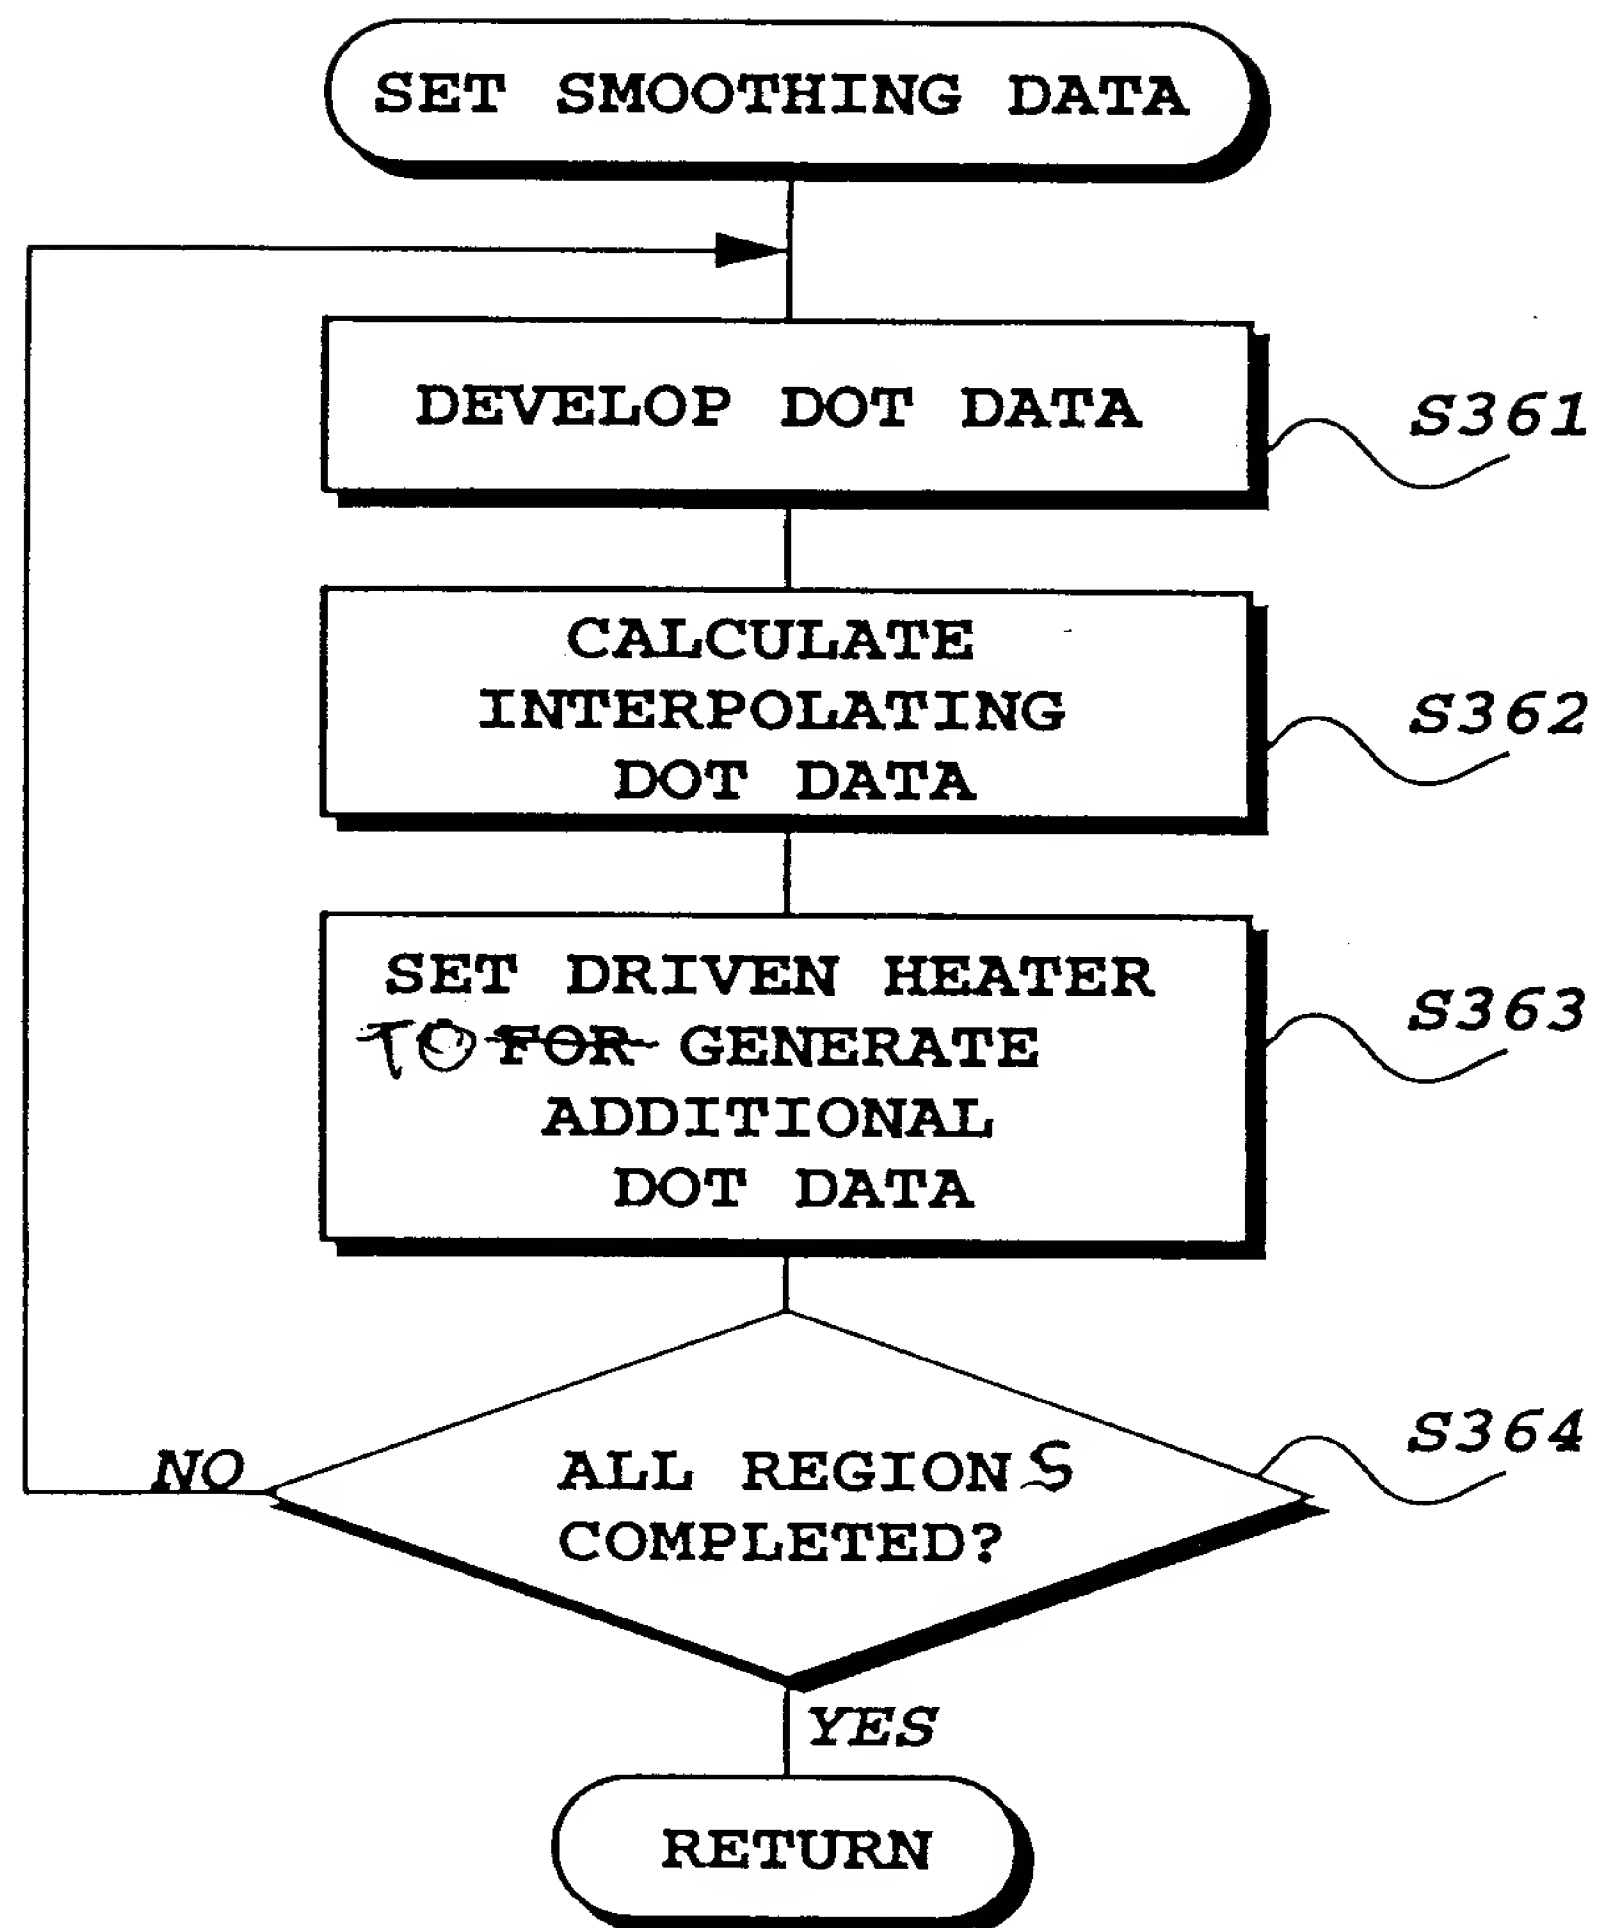 SET SMOOTHING DATA
DEVELOP DOT DATA
S361
CALCULATE
INTERPOLATING
DOT DATA
S362
SET DRIVEN HEATER
TO FOR GENERATE
ADDITIONAL
DOT DATA
S363
ALL REGIONS
COMPLETED?
S364
NO
YES
RETURN